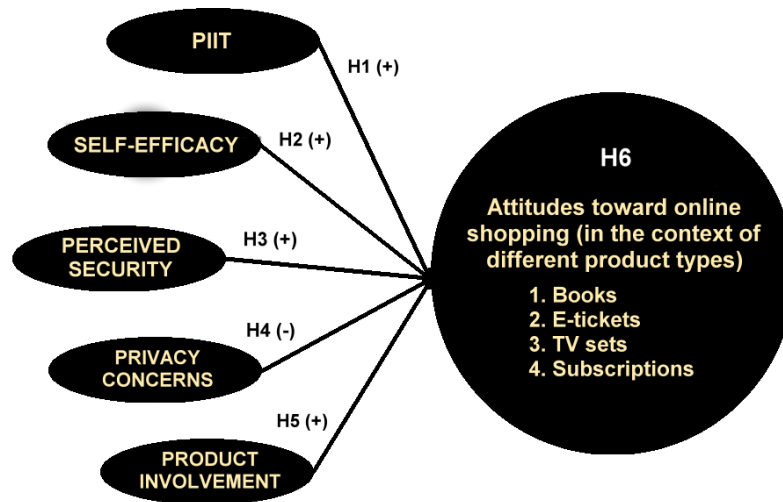 PIIT
H1 (+)
SELF-EFFICACY
H2 (+)
PERCEIVED
SECURITY
H3 (+)
PRIVACY
CONCERNS
H4 (-)
PRODUCT
INVOLVEMENT
H5 (+)
H6
Attitudes toward online
shopping (in the context of
different product types)
1. Books
2. E-tickets
3. TV sets
4. Subscriptions